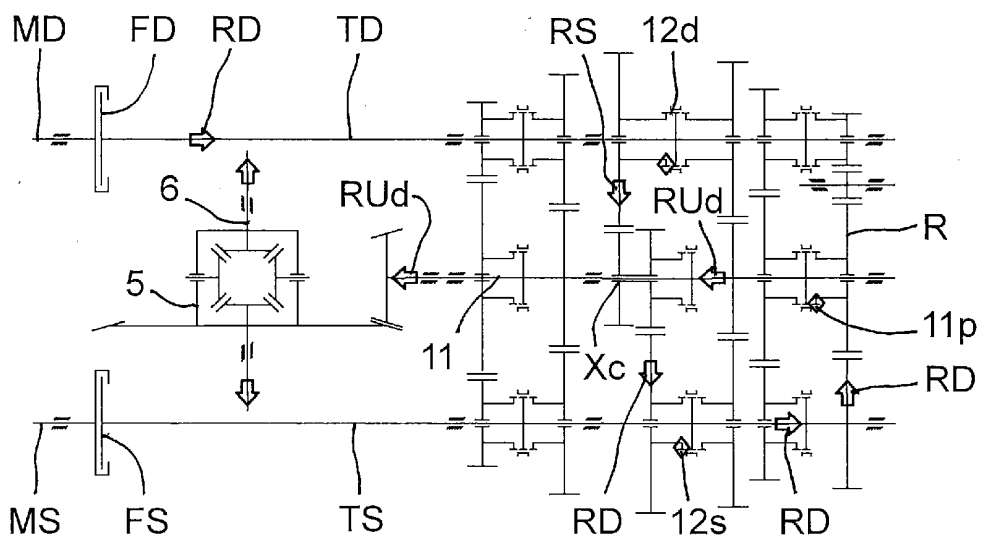 MD FD RD TD RS 12d
6 RUd RUd R
5 11 Xc 11p
RD
MS FS TS RD 12s RD